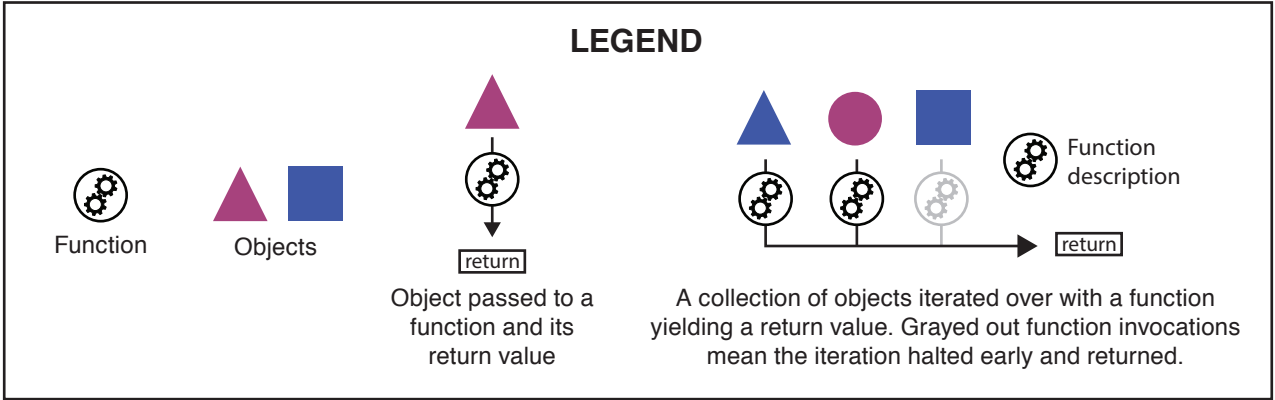 LEGEND
Function
Objects
return
Object passed to a
function and its
return value
Function
description
return
A collection of objects iterated over with a function
yielding a return value. Grayed out function invocations
mean the iteration halted early and returned.